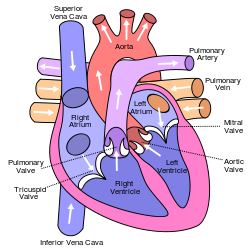 Superior
Vena Cava
Aorta
Pulmonary
Artery
Pulmonary
Vein
Left
Atrium
Right
Atrium
Mitral
Valve
Pulmonary
Valve
Aortic
Valve
Left
Ventricle
Right
Ventricle
Tricuspid
Valve
Inferior Vena Cava